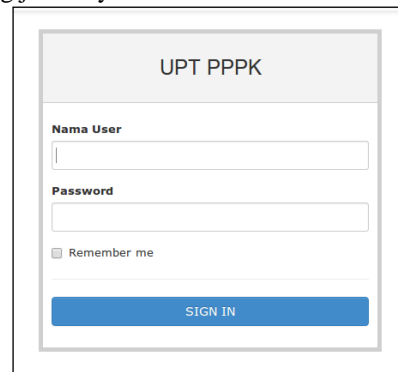 UPT PPPK
Nama User
Password
Remember me
SIGN IN